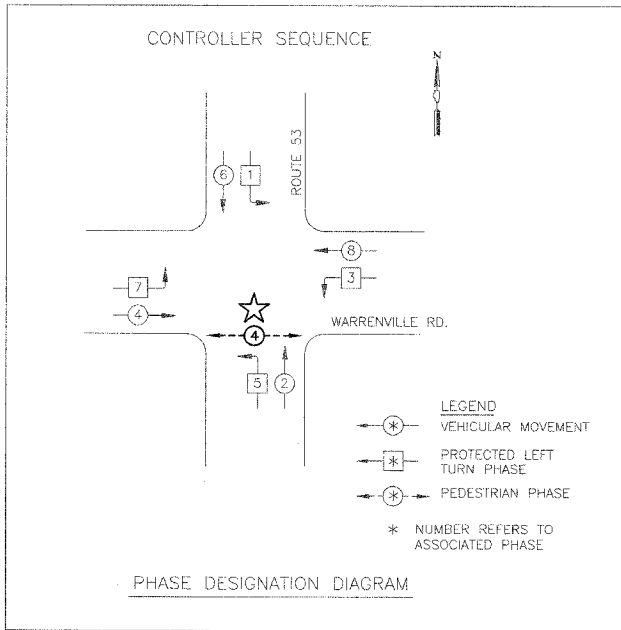 CONTROLLER SEQUENCE
N
ROUTE 53
6 1
8
3
7
4
WARRENVILLE RD.
4
5 2
LEGEND
* VEHICULAR MOVEMENT
* PROTECTED LEFT
TURN PHASE
* PEDESTRIAN PHASE
* NUMBER REFERS TO
ASSOCIATED PHASE
PHASE DESIGNATION DIAGRAM